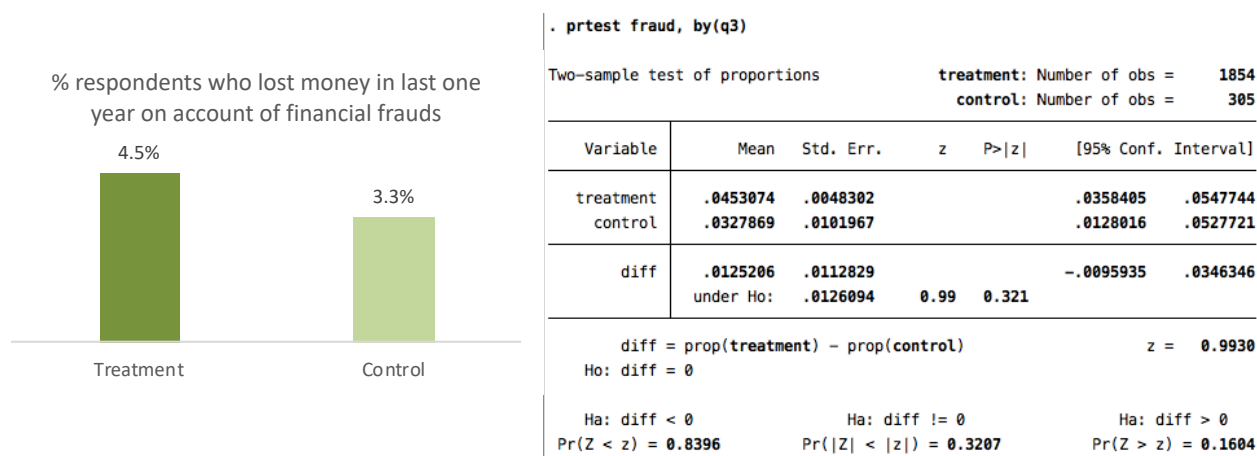 % respondents who lost money in last one
year on account of financial frauds
4.5%
3.3%
Treatment
Control
. prtest fraud, by(q3)
Two-sample test of proportions treatment: Number of obs = 1854
control: Number of obs = 305
Variable Mean Std. Err. z P>|z| [95% Conf. Interval]
treatment .0453074 .0048302 .0358405 .0547744
control .0327869 .0101967 .0128016 .0527721
diff .0125206 .0112829 -.0095935 .0346346
under Ho: .0126094 0.99 0.321
diff = prop(treatment) - prop(control) z = 0.9930
Ho: diff = 0
Ha: diff < 0 Ha: diff != 0 Ha: diff > 0
Pr(Z < z) = 0.8396 Pr(|Z| < |z|) = 0.3207 Pr(Z > z) = 0.1604